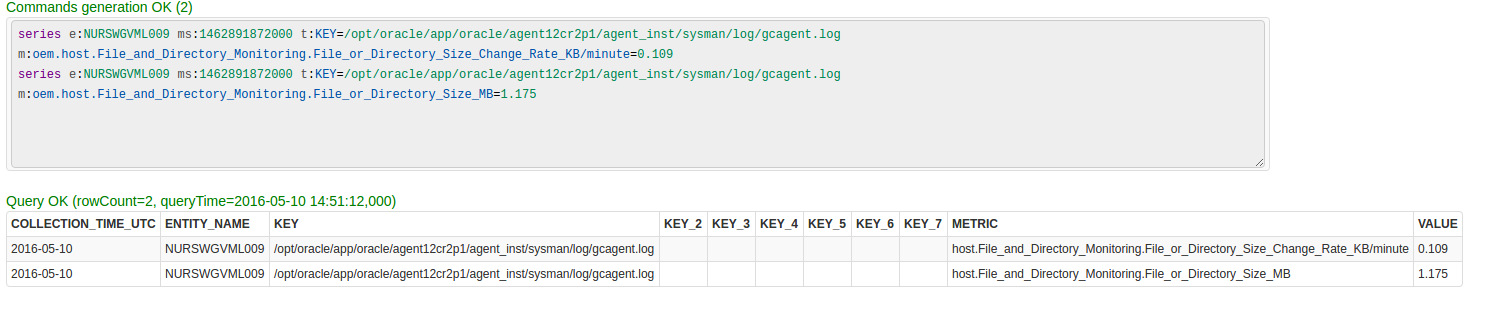 Commands generation OK (2)
series e:NURSWGVML009 ms:1462891872000 t:KEY=/opt/oracle/app/oracle/agent12cr2p1/agent_inst/sysman/log/gcagent.log
m:oem.host.File_and_Directory_Monitoring.File_or_Directory_Size_Change_Rate_KB/minute=0.109
series e:NURSWGVML009 ms:1462891872000 t:KEY=/opt/oracle/app/oracle/agent12cr2p1/agent_inst/sysman/log/gcagent.log
m:oem.host.File_and_Directory_Monitoring.File_or_Directory_Size_MB=1.175
Query OK (rowCount=2, queryTime=2016-05-10 14:51:12,000)
COLLECTION_TIME_UTC ENTITY_NAME KEY KEY_2 KEY_3 KEY_4 KEY_5 KEY_6 KEY_7 METRIC VALUE
2016-05-10 NURSWGVML009 /opt/oracle/app/oracle/agent12cr2p1/agent_inst/sysman/log/gcagent.log host.File_and_Directory_Monitoring.File_or_Directory_Size_Change_Rate_KB/minute 0.109
2016-05-10 NURSWGVML009 /opt/oracle/app/oracle/agent12cr2p1/agent_inst/sysman/log/gcagent.log host.File_and_Directory_Monitoring.File_or_Directory_Size_MB 1.175